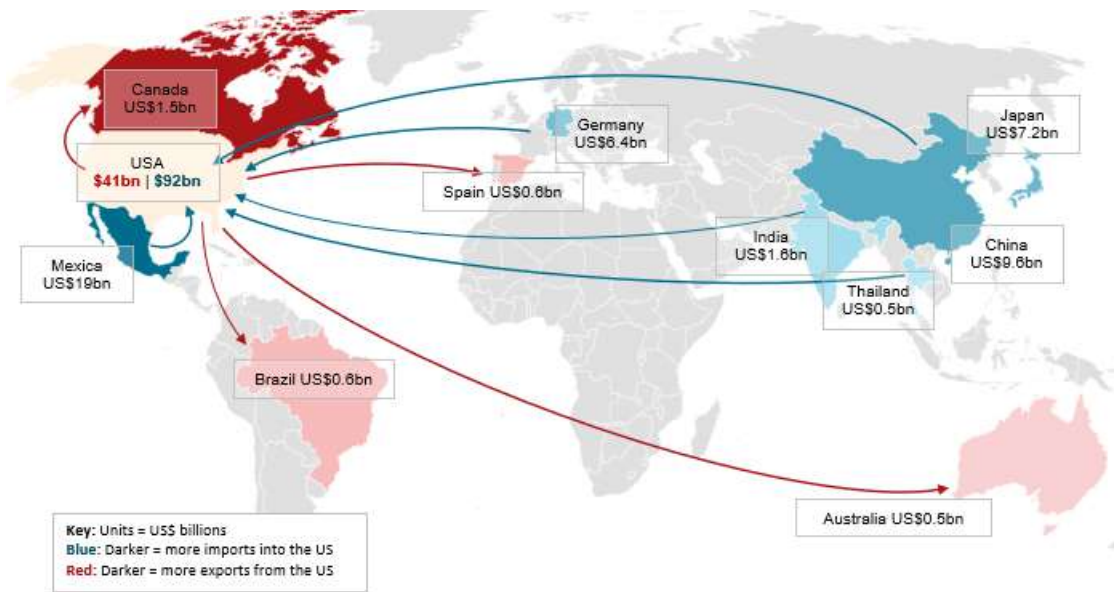 Canada
US$1.5bn
USA
$41bn | $92bn
Mexica
US$19bn
Germany
US$6.4bn
Spain US$0.6bn
Japan
US$7.2bn
India
US$1.6bn
China
US$9.6bn
Thailand
US$0.5bn
Brazil US$0.6bn
Australia US$0.5bn
Key: Units = US$ billions
Blue: Darker = more imports into the US
Red: Darker = more exports from the US